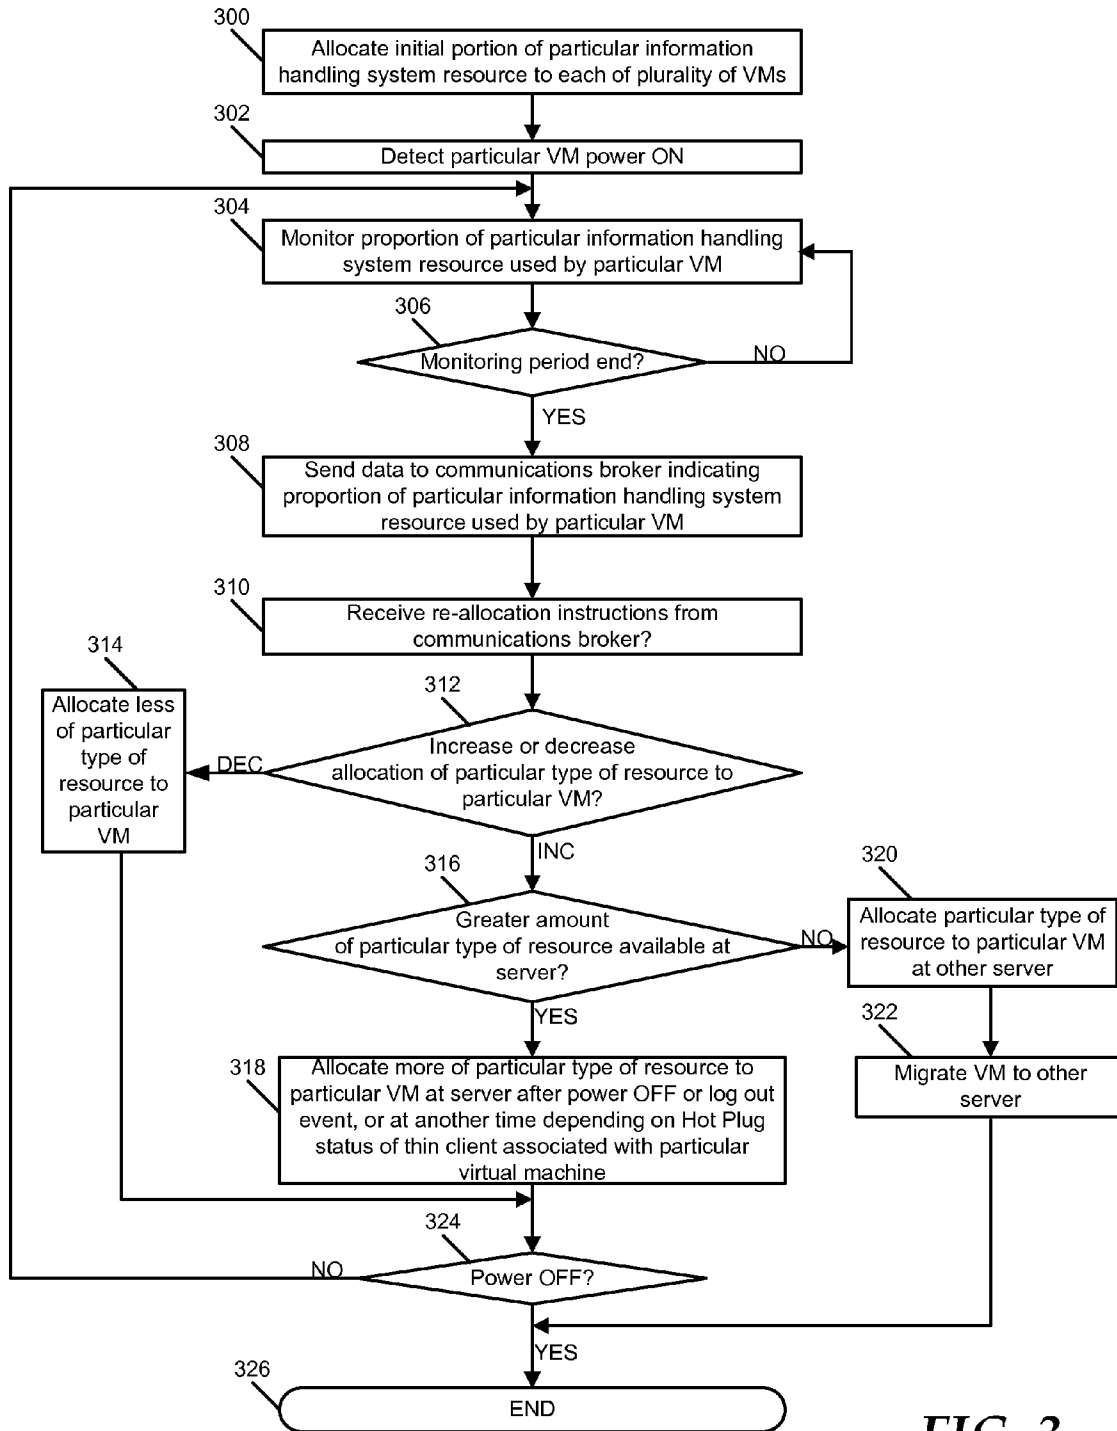 300
Allocate initial portion of particular information
handling system resource to each of plurality of VMs
302
Detect particular VM power ON
304
Monitor proportion of particular information handling
system resource used by particular VM
306
Monitoring period end?
NO
YES
308
Send data to communications broker indicating
proportion of particular information handling system
resource used by particular VM
310
Receive re-allocation instructions from
communications broker?
314
Allocate less
of particular
type of
resource to
particular
VM
312
Increase or decrease
allocation of particular type of resource to
particular VM?
DEC
INC
316
Greater amount
of particular type of resource available at
server?
NO
YES
320
Allocate particular type of
resource to particular VM
at other server
322
Migrate VM to other
server
318
Allocate more of particular type of resource to
particular VM at server after power OFF or log out
event, or at another time depending on Hot Plug
status of thin client associated with particular
virtual machine
324
Power OFF?
NO
YES
326
END
FIG.